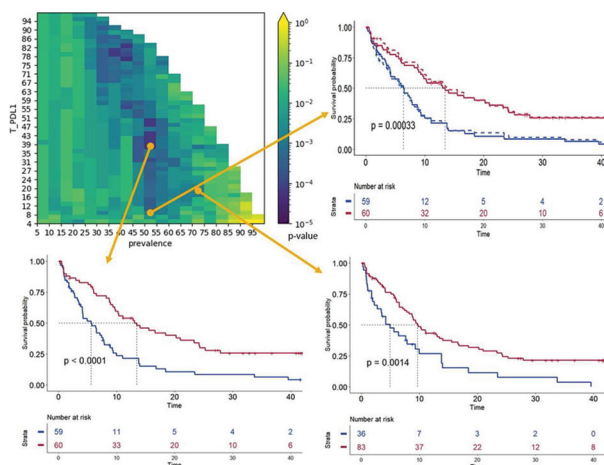 T_PDL1
94
90
86
82
78
75
71
67
63
59
55
51
47
43
39
35
31
28
24
20
16
12
8
4
5 10 15 20 25 30 35 40 45 50 55 60 65 70 75 80 85 90 95
prevalence
10^0
10^-1
10^-2
10^-3
10^-4
10^-5
p-value
Survival probability
1.00
0.75
0.50
0.25
0.00
p = 0.00033
0 10 20 30 40
Time
Number at risk
Strata
59 12 5 4 2
60 32 20 10 6
0 10 20 30 40
Time
Survival probability
1.00
0.75
0.50
0.25
0.00
p < 0.0001
0 10 20 30 40
Time
Number at risk
Strata
59 11 5 4 2
60 33 20 10 6
0 10 20 30 40
Time
Survival probability
1.00
0.75
0.50
0.25
0.00
p = 0.0014
0 10 20 30 40
Time
Number at risk
Strata
36 7 3 2 0
83 37 22 12 8
0 10 20 30 40
Time